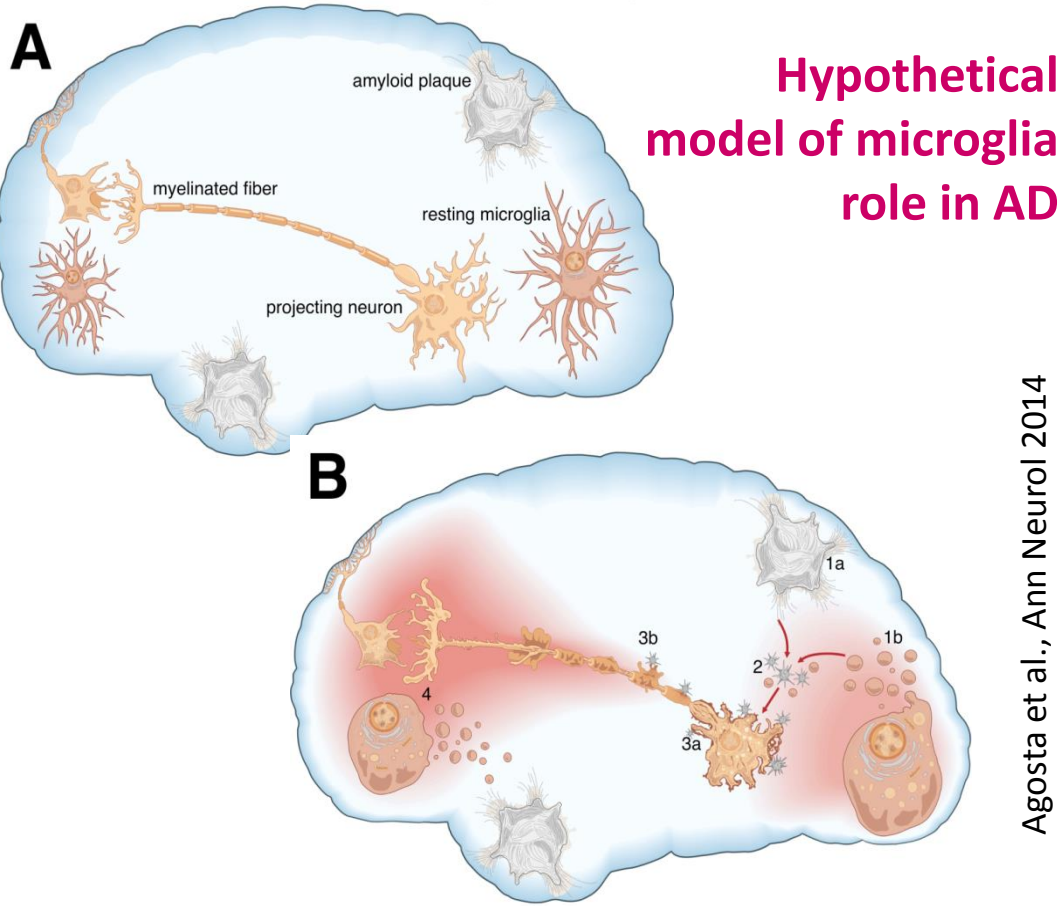 A
amyloid plaque
Hypothetical
model of microglia
role in AD
myelinated fiber
resting microglia
projecting neuron
B
1a
1b
2
3b
3a
4
Agosta et al., Ann Neurol 2014